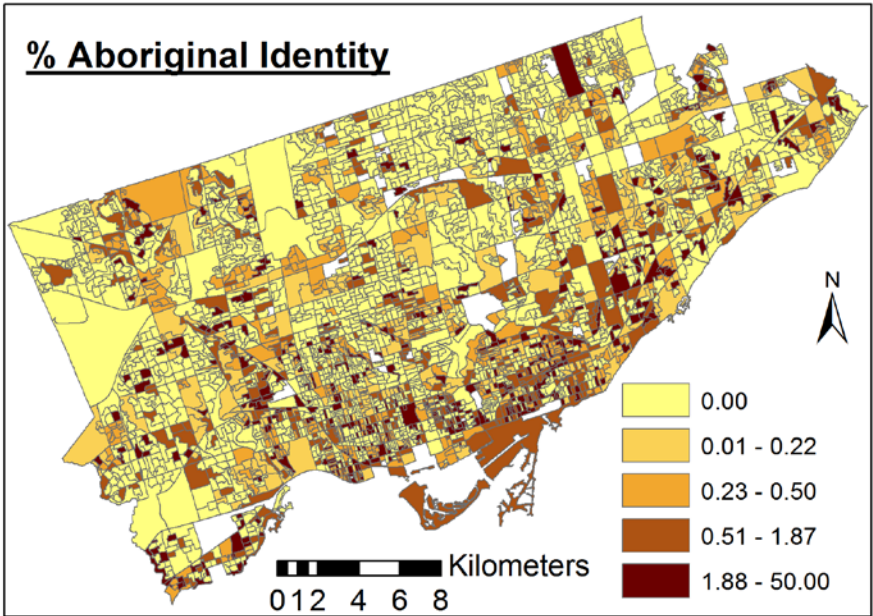 % Aboriginal Identity
N
0.00
0.01 - 0.22
0.23 - 0.50
0.51 - 1.87
1.88 - 50.00
Kilometers
0 1 2 4 6 8